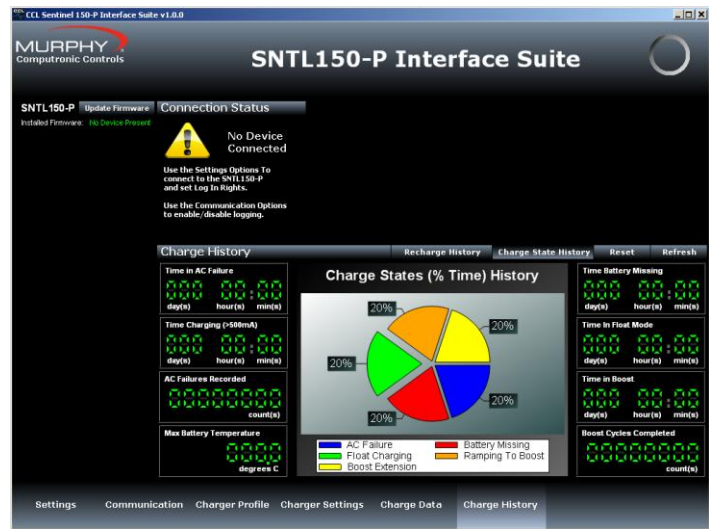 CCL Sentinel 150-P Interface Suite v1.0.0
MURPHY
Computronic Controls
SNTL150-P Interface Suite
SNTL150-P
Update Firmware
Installed Firmware: No Device Present
Connection Status
No Device
Connected
Use the Settings Options To
connect to the SNTL150-P
and set Log In Rights.
Use the Communication Options
to enable/disable logging.
Charge History
Recharge History
Charge State History
Reset
Refresh
Time in AC Failure
000 00:00
day(s) hour(s) min(s)
Time Charging (>500mA)
000 00:00
day(s) hour(s) min(s)
AC Failures Recorded
00000000
count(s)
Max Battery Temperature
degrees C
Charge States (% Time) History
20%
20%
20%
20%
20%
AC Failure
Battery Missing
Float Charging
Ramping To Boost
Boost Extension
Time Battery Missing
000 00:00
day(s) hour(s) min(s)
Time In Float Mode
000 00:00
day(s) hour(s) min(s)
Time in Boost
000 00:00
day(s) hour(s) min(s)
Boost Cycles Completed
00000000
count(s)
Settings
Communication
Charger Profile
Charger Settings
Charge Data
Charge History